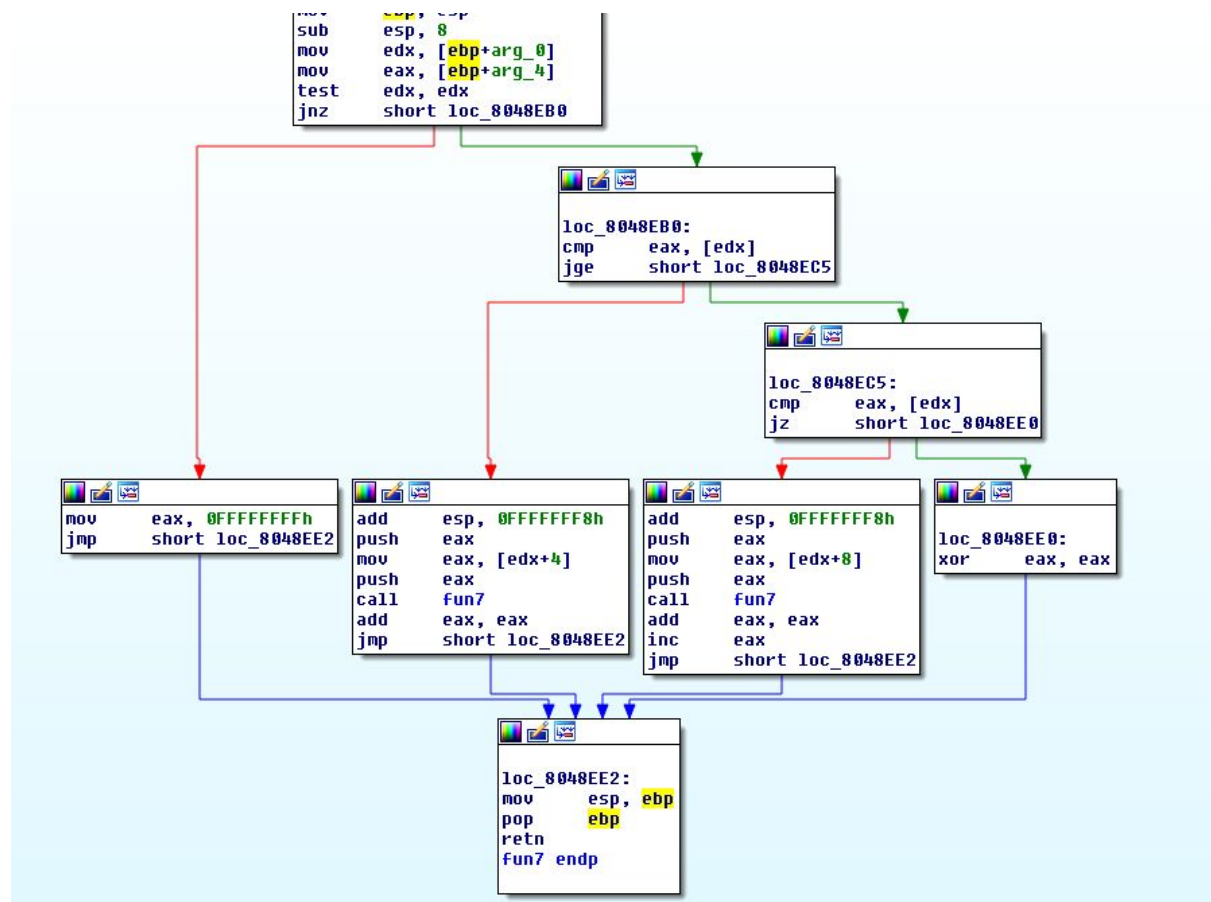 sub esp, 8
mov edx, [ebp+arg_0]
mov eax, [ebp+arg_4]
test edx, edx
jnz short loc_8048EB0
loc_8048EB0:
cmp eax, [edx]
jge short loc_8048EC5
loc_8048EC5:
cmp eax, [edx]
jz short loc_8048EE0
mov eax, 0FFFFFFFFh
jmp short loc_8048EE2
add esp, 0FFFFFFF8h
push eax
mov eax, [edx+4]
push eax
call fun7
add eax, eax
jmp short loc_8048EE2
add esp, 0FFFFFFF8h
push eax
mov eax, [edx+8]
push eax
call fun7
add eax, eax
inc eax
jmp short loc_8048EE2
loc_8048EE0:
xor eax, eax
loc_8048EE2:
mov esp, ebp
pop ebp
retn
fun7 endp